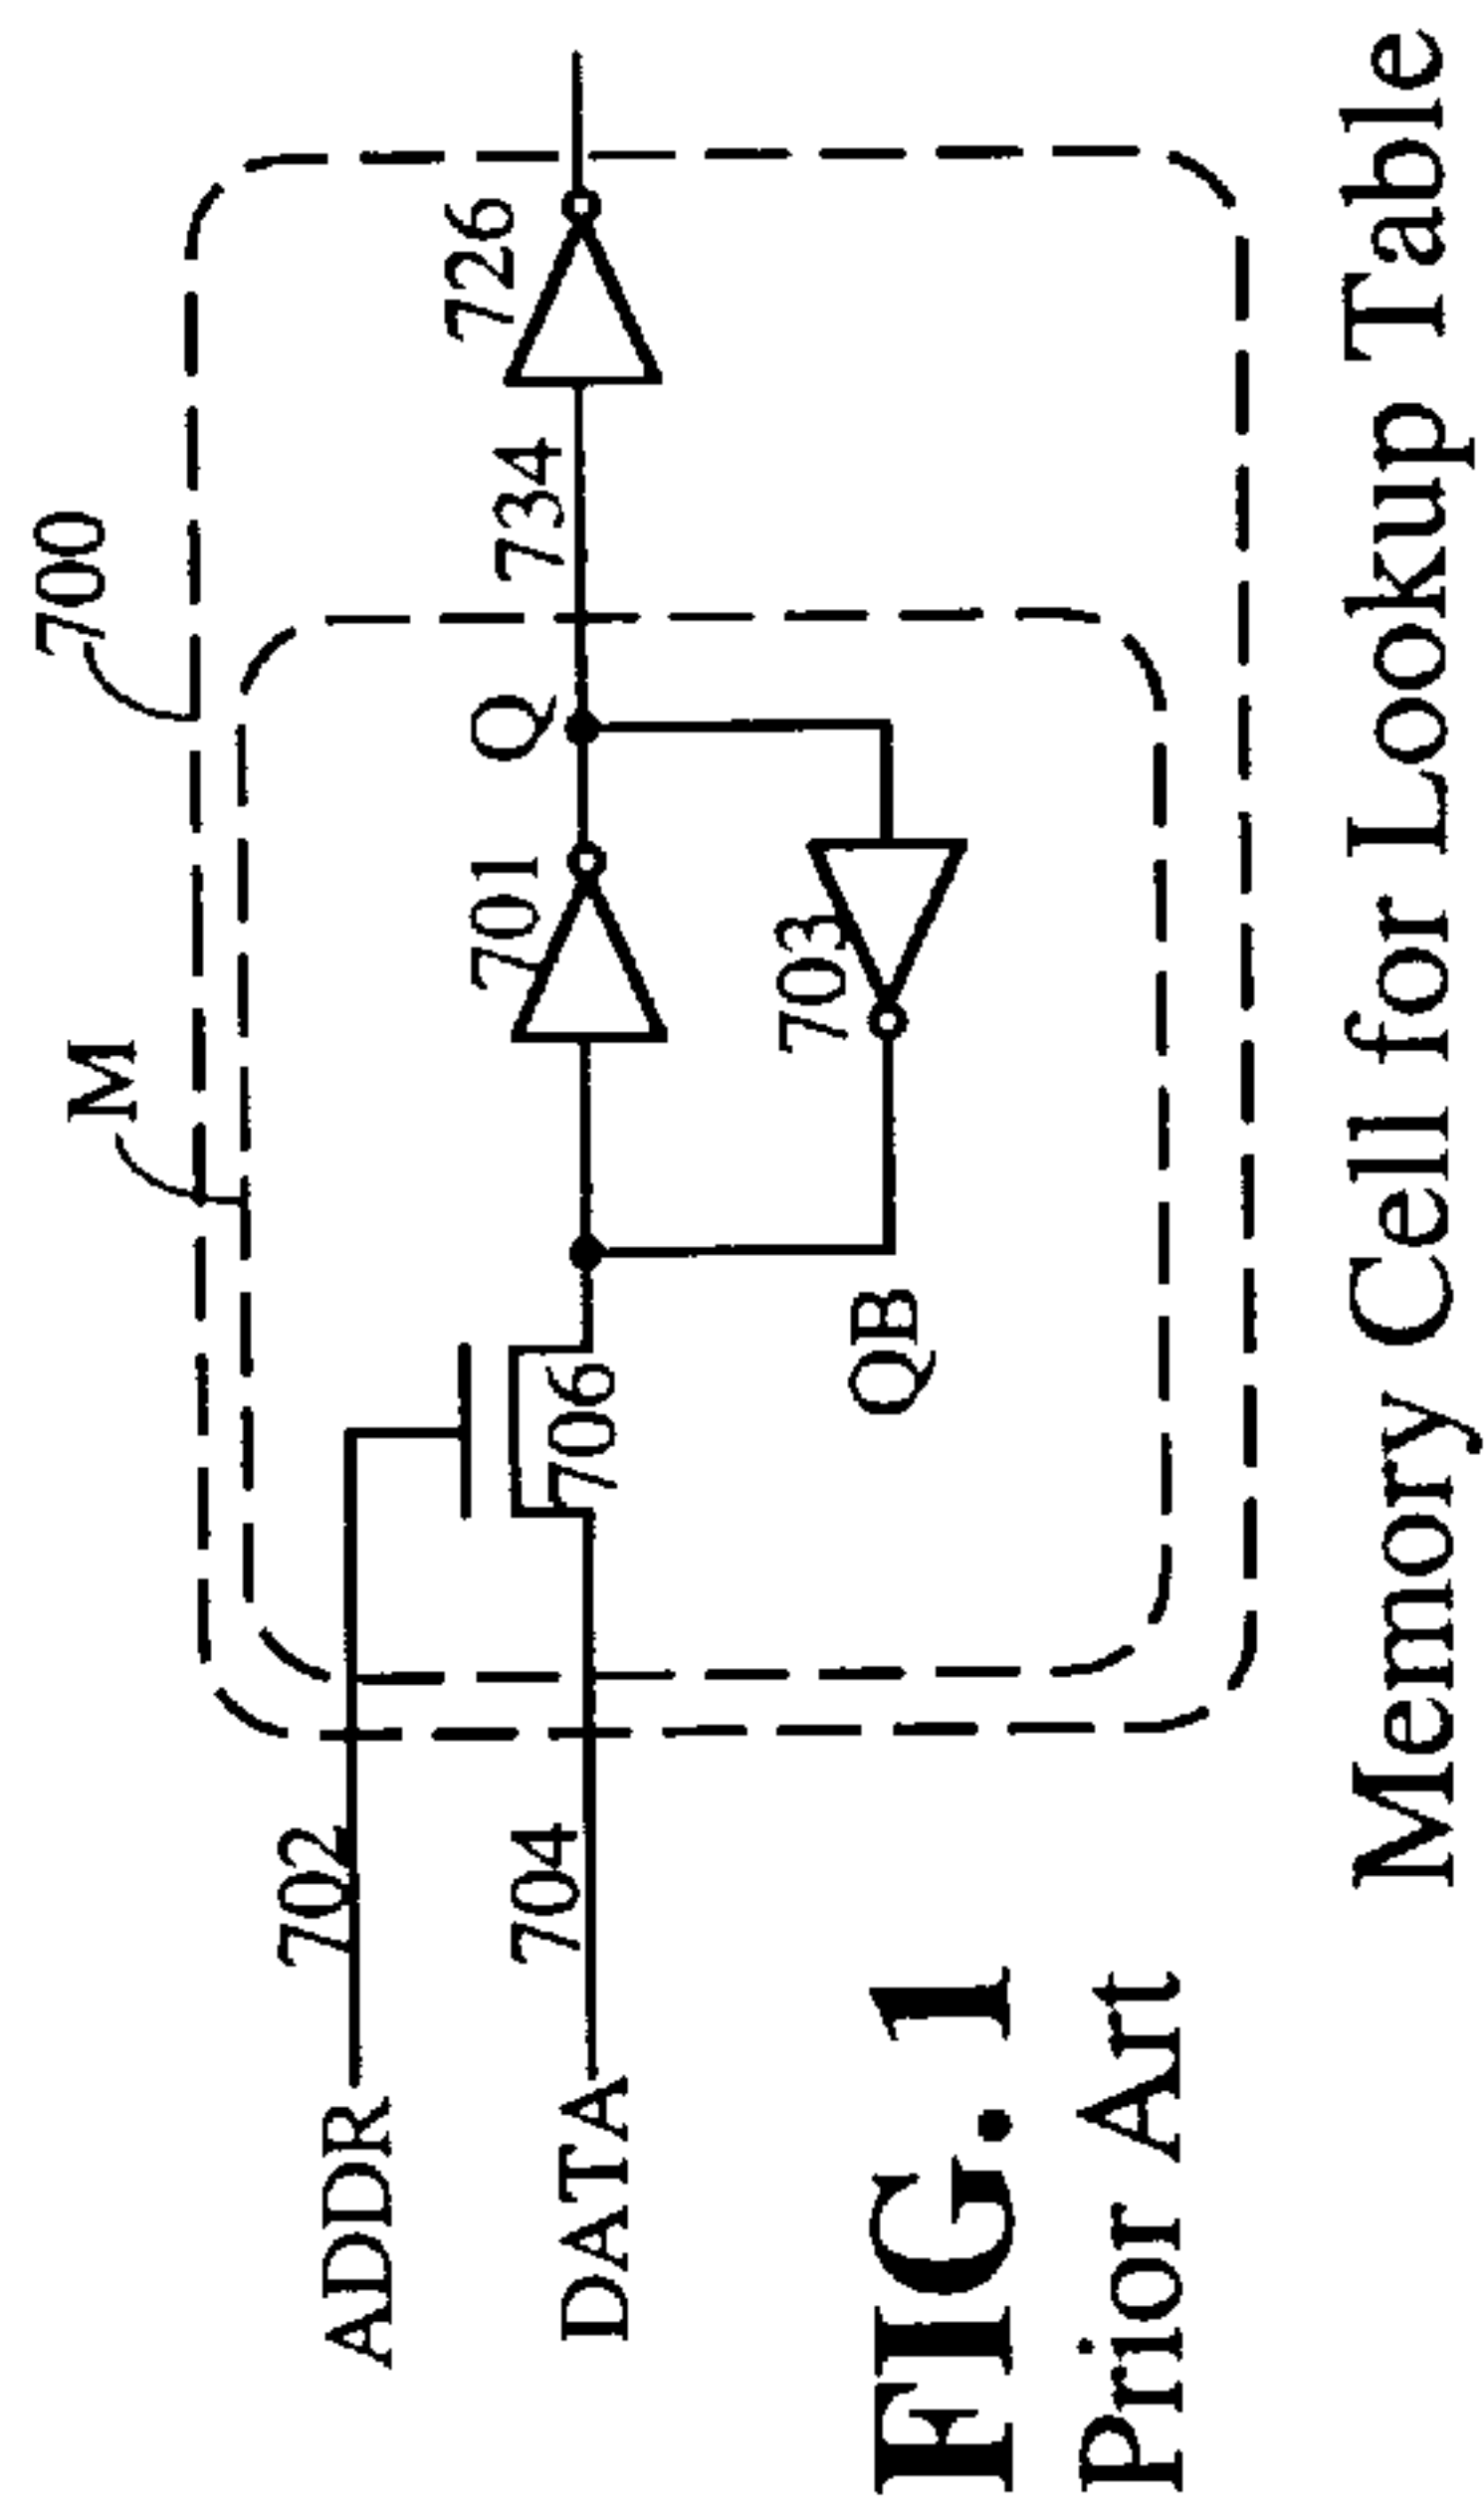 700
M
726
734
Q
701
703
706
QB
702
ADDR
704
DATA
FIG. 1
Prior Art
Memory Cell for Lookup Table